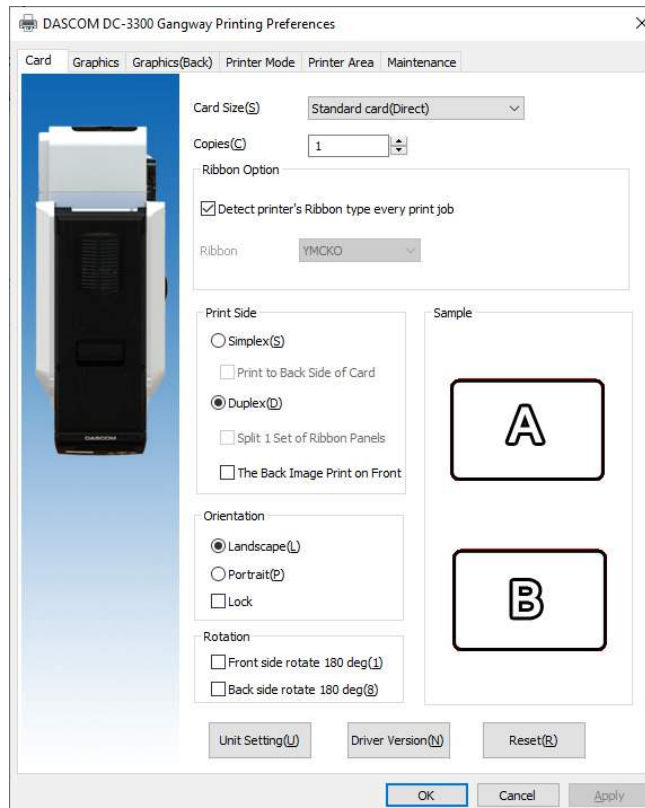 DASCOM DC-3300 Gangway Printing Preferences
Card Graphics Graphics(Back) Printer Mode Printer Area Maintenance
Card Size(S) Standard card(Direct)
Copies(C) 1
Ribbon Option
Detect printer's Ribbon type every print job
Ribbon YMCKO
Print Side
Simplex(S)
Print to Back Side of Card
Duplex(D)
Split 1 Set of Ribbon Panels
The Back Image Print on Front
Sample
A
B
Orientation
Landscape(L)
Portrait(P)
Lock
Rotation
Front side rotate 180 deg(1)
Back side rotate 180 deg(8)
DASCOM
Unit Setting(U) Driver Version(N) Reset(R)
OK Cancel Apply